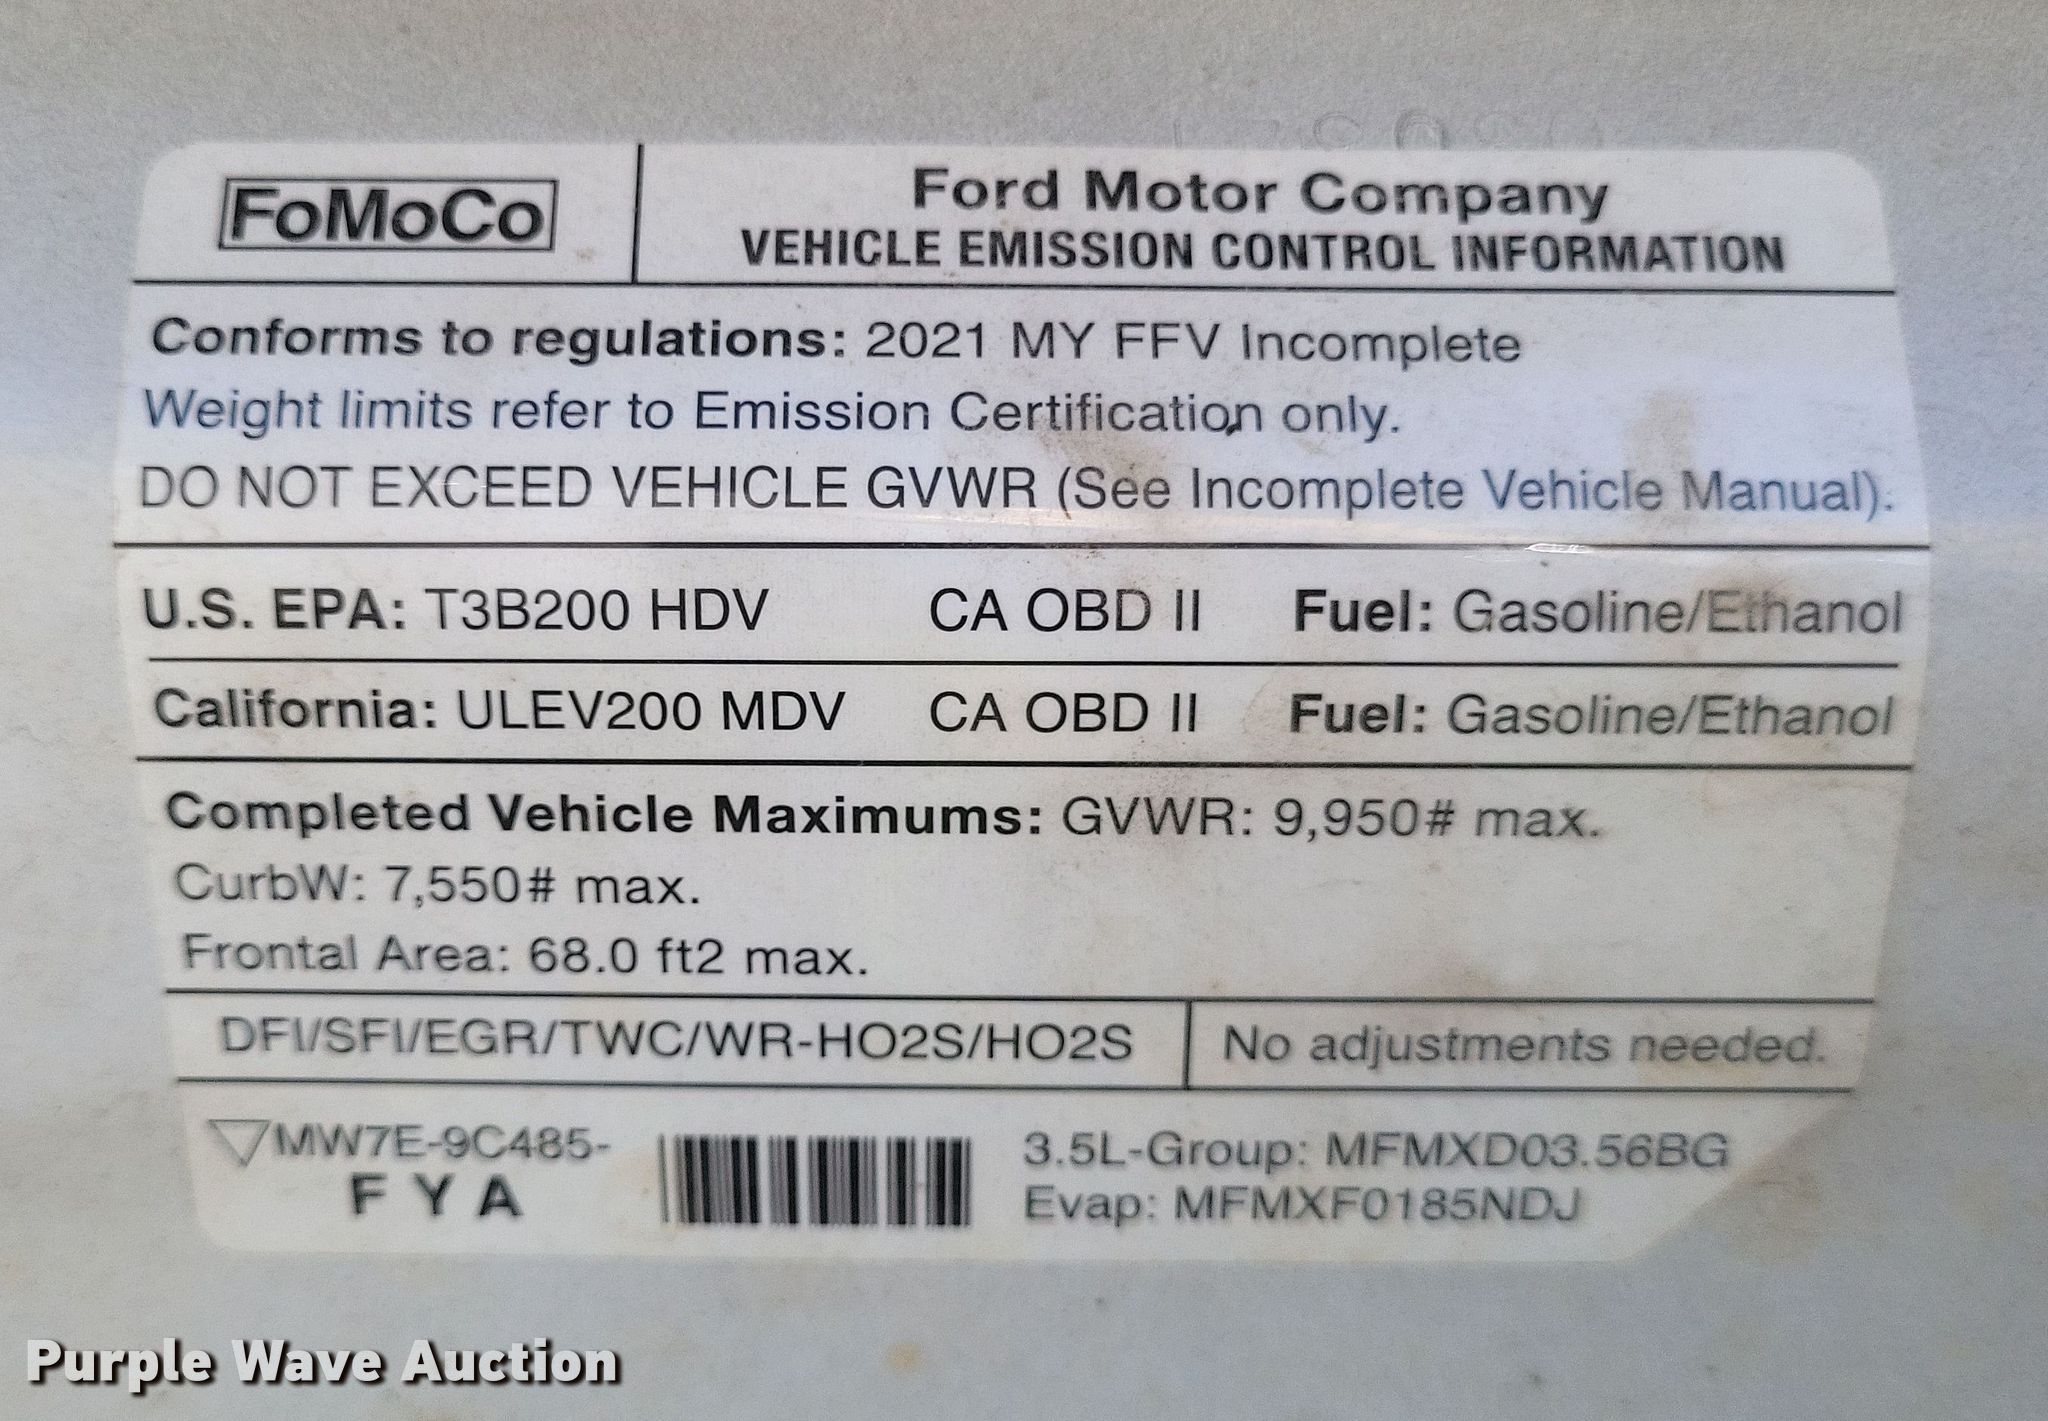 FoMoCo
Ford Motor Company
VEHICLE EMISSION CONTROL INFORMATION
Conforms to regulations: 2021 MY FFV Incomplete
Weight limits refer to Emission Certification only.
DO NOT EXCEED VEHICLE GVWR (See Incomplete Vehicle Manual).
U.S. EPA: T3B200 HDV CA OBD II Fuel: Gasoline/Ethanol
California: ULEV200 MDV CA OBD II Fuel: Gasoline/Ethanol
Completed Vehicle Maximums: GVWR: 9,950# max.
CurbW: 7,550# max.
Frontal Area: 68.0 ft2 max.
DFI/SFI/EGR/TWC/WR-HO2S/HO2S
No adjustments needed.
MW7E-9C485-
F Y A
3.5L-Group: MFMXD03.56BG
Evap: MFMXF0185NDJ
Purple Wave Auction